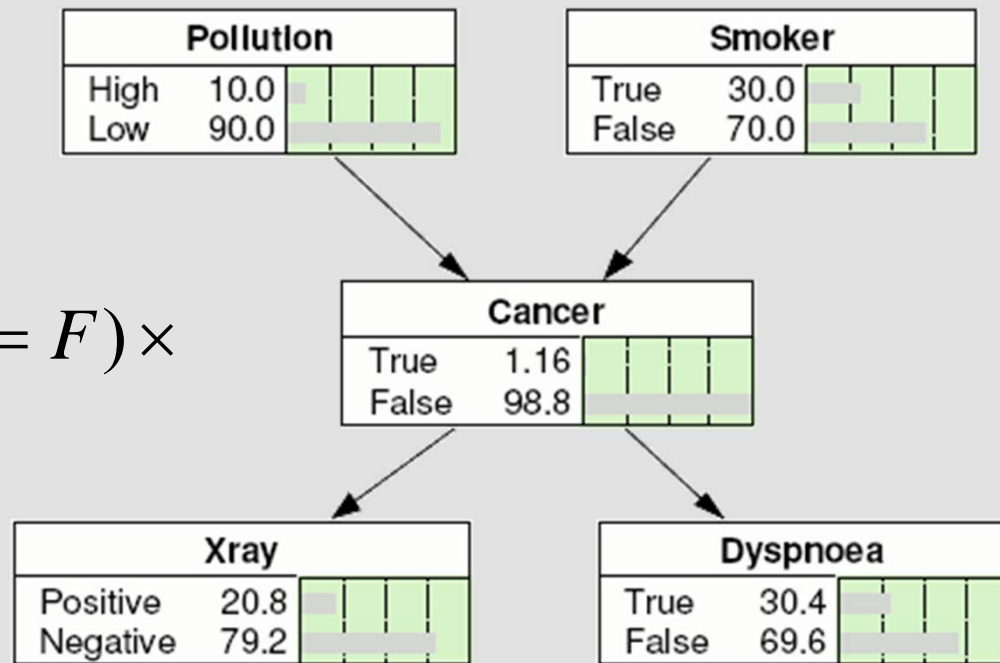 Pollution
High 10.0
Low 90.0
Smoker
True 30.0
False 70.0
= F) ×
Cancer
True 1.16
False 98.8
Xray
Positive 20.8
Negative 79.2
Dyspnoea
True 30.4
False 69.6